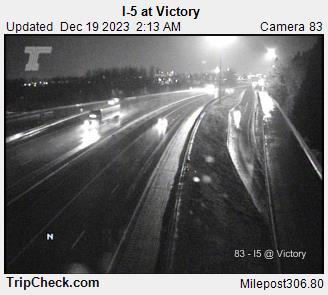 I-5 at Victory
Updated Dec 19 2023 2:13 AM Camera 83
N
83 - I5 @ Victory
TripCheck.com Milepost306.80